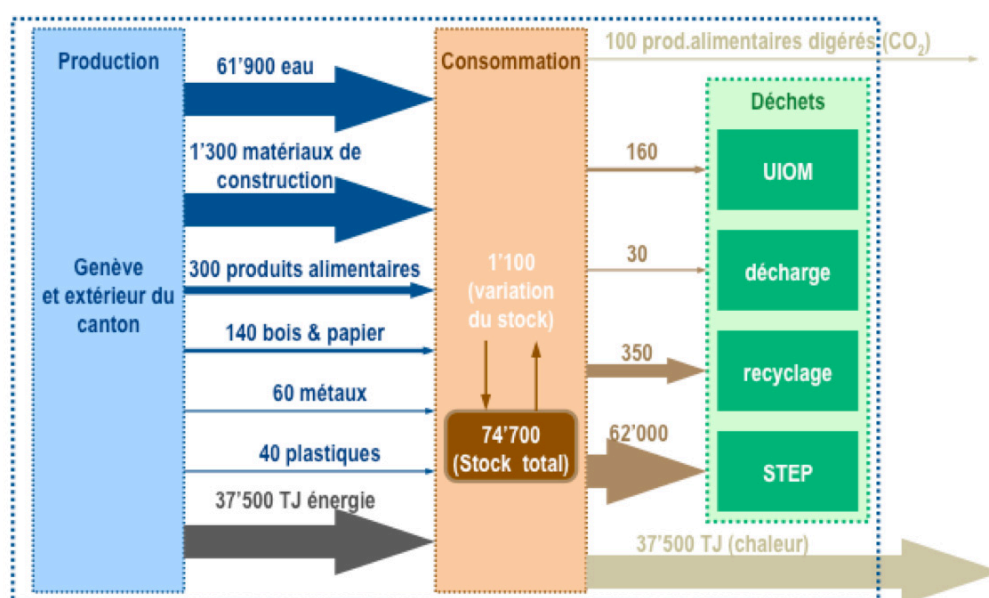 Production
61’900 eau
1’300 matériaux de
construction
Genève
et extérieur du
canton
300 produits alimentaires
140 bois & papier
60 métaux
40 plastiques
37’500 TJ énergie
Consommation
1’100
(variation
du stock)
74’700
(Stock total)
100 prod.alimentaires digérés (CO₂)
Déchets
160
UIOM
30
décharge
350
recyclage
62’000
STEP
37’500 TJ (chaleur)